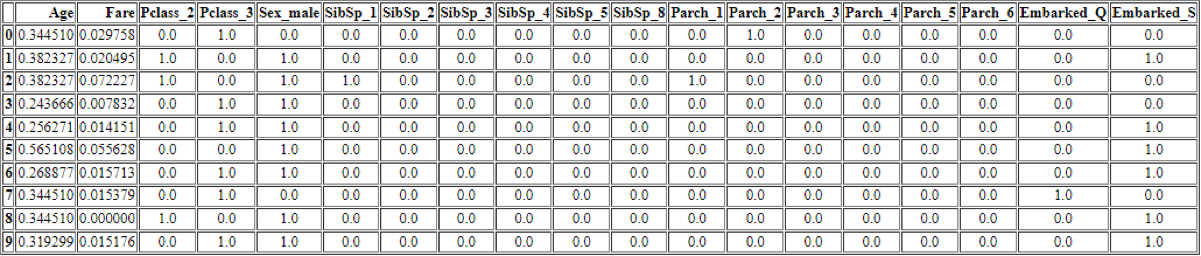 Age Fare Pclass_2 Pclass_3 Sex_male SibSp_1 SibSp_2 SibSp_3 SibSp_4 SibSp_5 SibSp_8 Parch_1 Parch_2 Parch_3 Parch_4 Parch_5 Parch_6 Embarked_Q Embarked_S
0 0.344510 0.029758 0.0 1.0 0.0 0.0 0.0 0.0 0.0 0.0 0.0 0.0 1.0 0.0 0.0 0.0 0.0 0.0 0.0
1 0.382327 0.020495 1.0 0.0 1.0 0.0 0.0 0.0 0.0 0.0 0.0 0.0 0.0 0.0 0.0 0.0 0.0 0.0 1.0
2 0.382327 0.072227 1.0 0.0 1.0 1.0 0.0 0.0 0.0 0.0 0.0 1.0 0.0 0.0 0.0 0.0 0.0 0.0 0.0
3 0.243666 0.007832 0.0 1.0 1.0 0.0 0.0 0.0 0.0 0.0 0.0 0.0 0.0 0.0 0.0 0.0 0.0 0.0 0.0
4 0.256271 0.014151 0.0 1.0 1.0 0.0 0.0 0.0 0.0 0.0 0.0 0.0 0.0 0.0 0.0 0.0 0.0 0.0 1.0
5 0.565108 0.055628 0.0 0.0 1.0 0.0 0.0 0.0 0.0 0.0 0.0 0.0 0.0 0.0 0.0 0.0 0.0 0.0 1.0
6 0.268877 0.015713 0.0 1.0 1.0 0.0 0.0 0.0 0.0 0.0 0.0 0.0 0.0 0.0 0.0 0.0 0.0 0.0 1.0
7 0.344510 0.015379 0.0 1.0 0.0 0.0 0.0 0.0 0.0 0.0 0.0 0.0 0.0 0.0 0.0 0.0 0.0 1.0 0.0
8 0.344510 0.000000 1.0 0.0 1.0 0.0 0.0 0.0 0.0 0.0 0.0 0.0 0.0 0.0 0.0 0.0 0.0 0.0 1.0
9 0.319299 0.015176 0.0 1.0 1.0 0.0 0.0 0.0 0.0 0.0 0.0 0.0 0.0 0.0 0.0 0.0 0.0 0.0 1.0